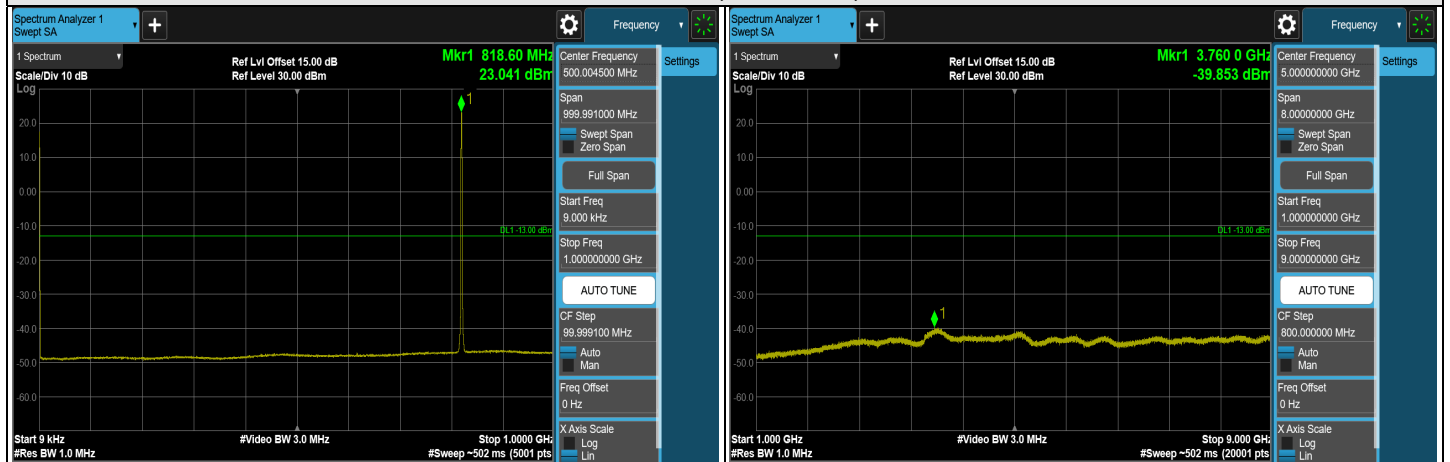 Spectrum Analyzer 1
Swept SA
+
Frequency
1 Spectrum
Scale/Div 10 dB
Log
Ref Lvl Offset 15.00 dB
Ref Level 30.00 dBm
Mkr1 818.60 MHz
23.041 dBm
1
20.0
10.0
0.00
-10.0
-20.0
-30.0
-40.0
-50.0
-60.0
DL1 -13.00 dBm
Start 9 kHz
#Res BW 1.0 MHz
#Video BW 3.0 MHz
Stop 1.0000 GHz
#Sweep ~502 ms (5001 pts
Center Frequency
500.004500 MHz
Span
999.991000 MHz
Swept Span
Zero Span
Full Span
Start Freq
9.000 kHz
Stop Freq
1.000000000 GHz
AUTO TUNE
CF Step
99.999100 MHz
Auto
Man
Freq Offset
0 Hz
X Axis Scale
Log
Lin
Settings
Spectrum Analyzer 1
Swept SA
+
Frequency
1 Spectrum
Scale/Div 10 dB
Log
Ref Lvl Offset 15.00 dB
Ref Level 30.00 dBm
Mkr1 3.760 0 GHz
-39.853 dBm
1
20.0
10.0
0.00
-10.0
-20.0
-30.0
-40.0
-50.0
-60.0
DL1 -13.00 dBm
Start 1.000 GHz
#Res BW 1.0 MHz
#Video BW 3.0 MHz
Stop 9.000 GHz
#Sweep ~502 ms (20001 pts
Center Frequency
5.000000000 GHz
Span
8.00000000 GHz
Swept Span
Zero Span
Full Span
Start Freq
1.000000000 GHz
Stop Freq
9.000000000 GHz
AUTO TUNE
CF Step
800.000000 MHz
Auto
Man
Freq Offset
0 Hz
X Axis Scale
Log
Lin
Settings